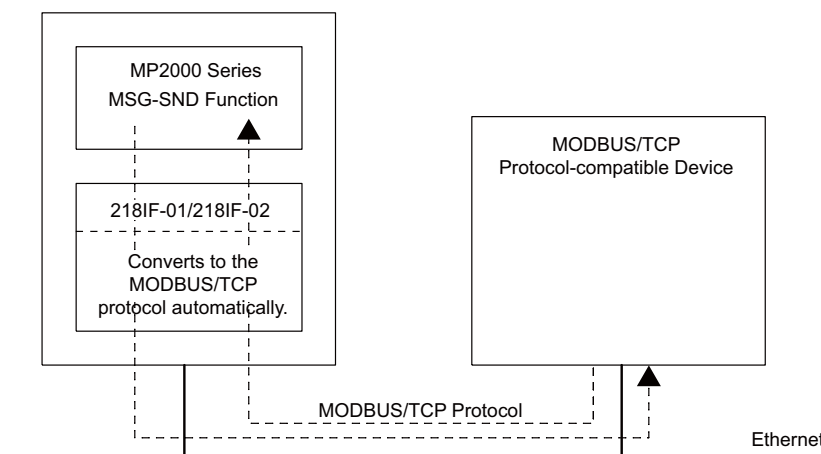 MP2000 Series
MSG-SND Function
218IF-01/218IF-02
Converts to the
MODBUS/TCP
protocol automatically.
MODBUS/TCP
Protocol-compatible Device
MODBUS/TCP Protocol
Ethernet